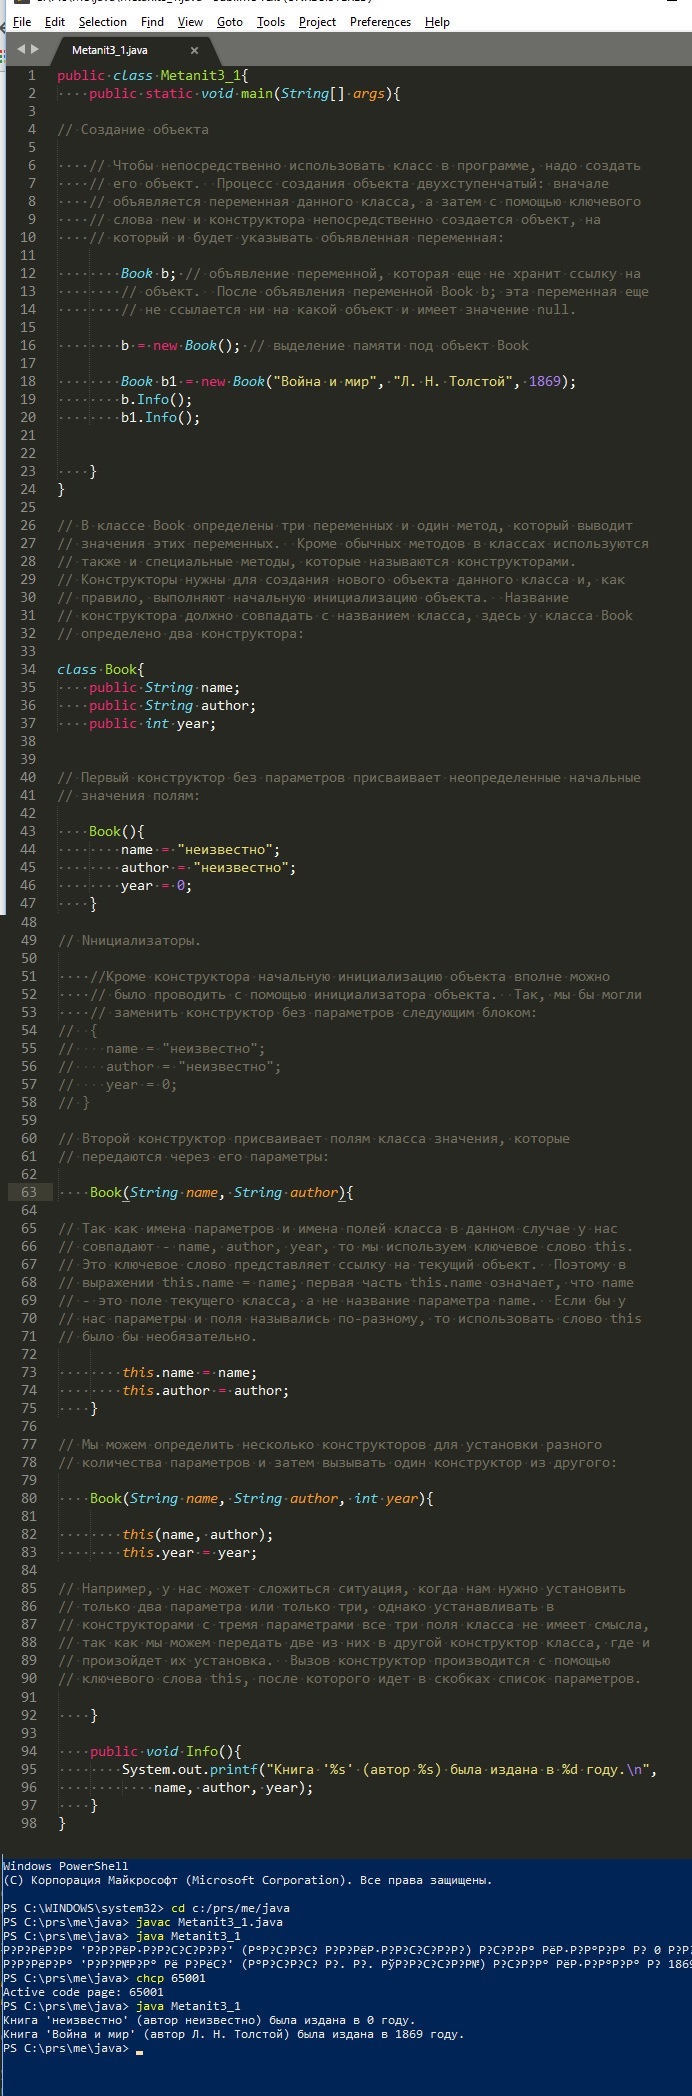 File Edit Selection Find View Goto Tools Project Preferences Help
Metanit3_1.java ×
1 public class Metanit3_1{
2     public static void main(String[] args){
3
4 // Создание объекта
5
6     // Чтобы непосредственно использовать класс в программе, надо создать
7     // его объект.  Процесс создания объекта двухступенчатый: вначале
8     // объявляется переменная данного класса, а затем с помощью ключевого
9     // слова new и конструктора непосредственно создается объект, на
10     // который и будет указывать объявленная переменная:
11
12         Book b; // объявление переменной, которая еще не хранит ссылку на
13         // объект.  После объявления переменной Book b; эта переменная еще
14         // не ссылается ни на какой объект и имеет значение null.
15
16         b = new Book(); // выделение памяти под объект Book
17
18         Book b1 = new Book("Война и мир", "Л. Н. Толстой", 1869);
19         b.Info();
20         b1.Info();
21
22
23     }
24 }
25
26 // В классе Book определены три переменных и один метод, который выводит
27 // значения этих переменных.  Кроме обычных методов в классах используются
28 // также и специальные методы, которые называются конструкторами.
29 // Конструкторы нужны для создания нового объекта данного класса и, как
30 // правило, выполняют начальную инициализацию объекта.  Название
31 // конструктора должно совпадать с названием класса, здесь у класса Book
32 // определено два конструктора:
33
34 class Book{
35     public String name;
36     public String author;
37     public int year;
38
39
40 // Первый конструктор без параметров присваивает неопределенные начальные
41 // значения полям:
42
43     Book(){
44         name = "неизвестно";
45         author = "неизвестно";
46         year = 0;
47     }
48
49 // Nнициализаторы.
50
51     //Кроме конструктора начальную инициализацию объекта вполне можно
52     // было проводить с помощью инициализатора объекта.  Так, мы бы могли
53     // заменить конструктор без параметров следующим блоком:
54 //  {
55 //    name = "неизвестно";
56 //    author = "неизвестно";
57 //    year = 0;
58 // }
59
60 // Второй конструктор присваивает полям класса значения, которые
61 // передаются через его параметры:
62
63     Book(String name, String author){
64
65 // Так как имена параметров и имена полей класса в данном случае у нас
66 // совпадают - name, author, year, то мы используем ключевое слово this.
67 // Это ключевое слово представляет ссылку на текущий объект.  Поэтому в
68 // выражении this.name = name; первая часть this.name означает, что name
69 // - это поле текущего класса, а не название параметра name.  Если бы у
70 // нас параметры и поля назывались по-разному, то использовать слово this
71 // было бы необязательно.
72
73         this.name = name;
74         this.author = author;
75     }
76
77 // Мы можем определить несколько конструкторов для установки разного
78 // количества параметров и затем вызывать один конструктор из другого:
79
80     Book(String name, String author, int year){
81
82         this(name, author);
83         this.year = year;
84
85 // Например, у нас может сложиться ситуация, когда нам нужно установить
86 // только два параметра или только три, однако устанавливать в
87 // конструкторами с тремя параметрами все три поля класса не имеет смысла,
88 // так как мы можем передать две из них в другой конструктор класса, где и
89 // произойдет их установка.  Вызов конструктор производится с помощью
90 // ключевого слова this, после которого идет в скобках список параметров.
91
92     }
93
94     public void Info(){
95         System.out.printf("Книга '%s' (автор %s) была издана в %d году.\n",
96             name, author, year);
97     }
98 }
Windows PowerShell
(C) Корпорация Майкрософт (Microsoft Corporation). Все права защищены.
PS C:\WINDOWS\system32> cd c:/prs/me/java
PS C:\prs\me\java> javac Metanit3_1.java
PS C:\prs\me\java> java Metanit3_1
PS C:\prs\me\java> chcp 65001
Active code page: 65001
PS C:\prs\me\java> java Metanit3_1
Книга 'неизвестно' (автор неизвестно) была издана в 0 году.
Книга 'Война и мир' (автор Л. Н. Толстой) была издана в 1869 году.
PS C:\prs\me\java>